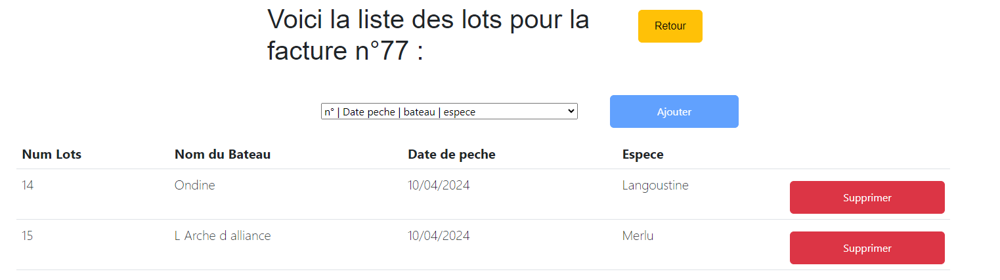 Voici la liste des lots pour la
facture n°77 :
Retour
n° | Date peche | bateau | espece
Ajouter
Num Lots Nom du Bateau Date de peche Espece
14 Ondine 10/04/2024 Langoustine Supprimer
15 L Arche d alliance 10/04/2024 Merlu Supprimer